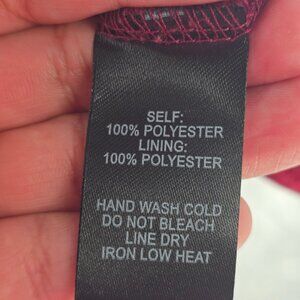 SELF:
100% POLYESTER
LINING:
100% POLYESTER
HAND WASH COLD
DO NOT BLEACH
LINE DRY
IRON LOW HEAT